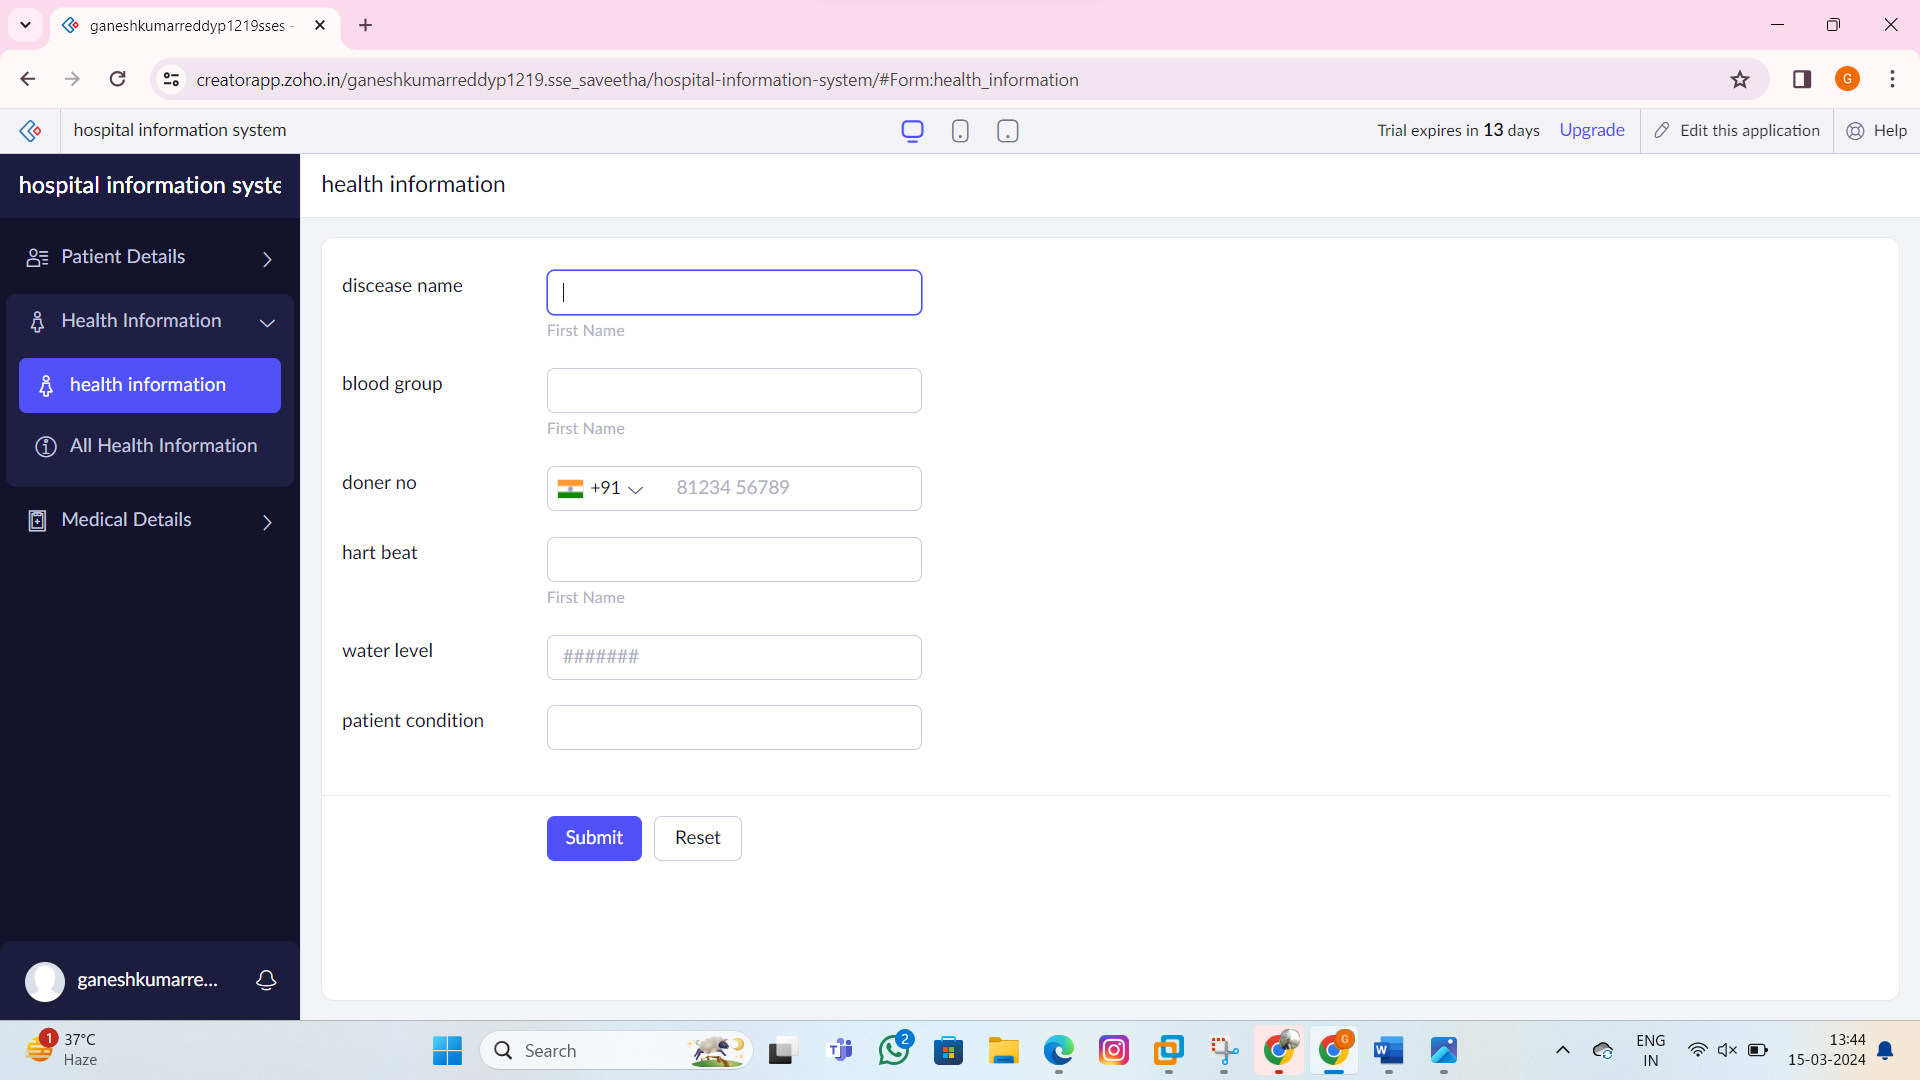 ganeshkumarreddyp1219sses -
creatorapp.zoho.in/ganeshkumarreddyp1219.sse_saveetha/hospital-information-system/#Form:health_information
G
hospital information system
Trial expires in 13 days
Upgrade
Edit this application
Help
hospital information syste
Patient Details
Health Information
health information
All Health Information
Medical Details
ganeshkumarre...
health information
discease name
First Name
blood group
First Name
doner no
+91
81234 56789
hart beat
First Name
water level
#######
patient condition
Submit
Reset
1
37°C
Haze
Search
2
G
ENG
IN
13:44
15-03-2024